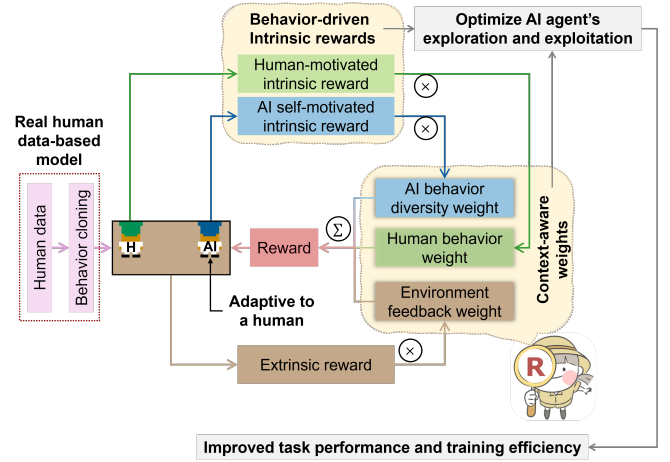 Behavior-driven
Intrinsic rewards
Optimize AI agent's
exploration and exploitation
Human-motivated
intrinsic reward
×
AI self-motivated
intrinsic reward
×
Real human
data-based
model
Human data
Behavior cloning
H
AI
Adaptive to
a human
Reward
Σ
AI behavior
diversity weight
Human behavior
weight
Environment
feedback weight
Context-aware
weights
Extrinsic reward
×
R
Improved task performance and training efficiency